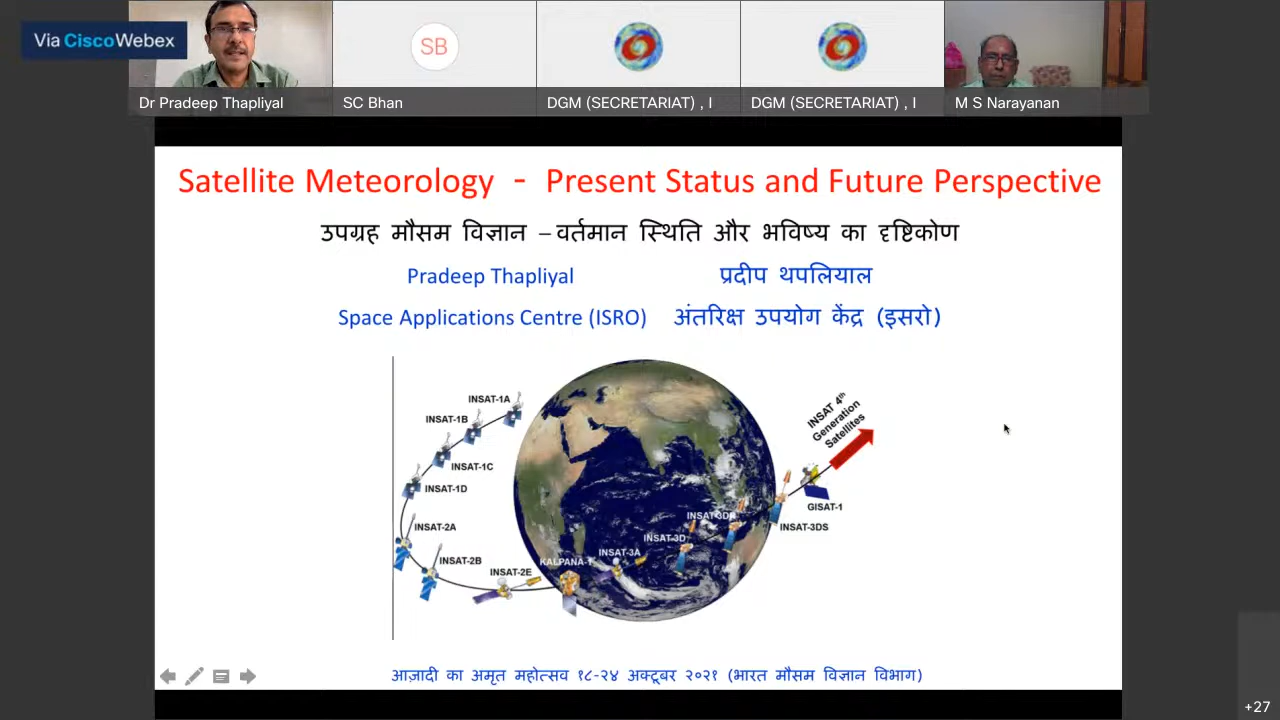 Via CiscoWebex
SB
Dr Pradeep Thapliyal
SC Bhan
DGM (SECRETARIAT) , I
DGM (SECRETARIAT) , I
M S Narayanan
Satellite Meteorology - Present Status and Future Perspective
उपग्रह मौसम विज्ञान – वर्तमान स्थिति और भविष्य का दृष्टिकोण
Pradeep Thapliyal प्रदीप थपलियाल
Space Applications Centre (ISRO) अंतरिक्ष उपयोग केंद्र (इसरो)
INSAT-1A
INSAT-1B
INSAT-1C
INSAT-1D
INSAT-2A
INSAT-2B
INSAT-2E
KALPANA-1
INSAT-3A
INSAT-3D
INSAT-3DR
INSAT-3DS
GISAT-1
INSAT 4th
Generation
Satellites
आज़ादी का अमृत महोत्सव १८-२४ अक्टूबर २०२१ (भारत मौसम विज्ञान विभाग)
+27